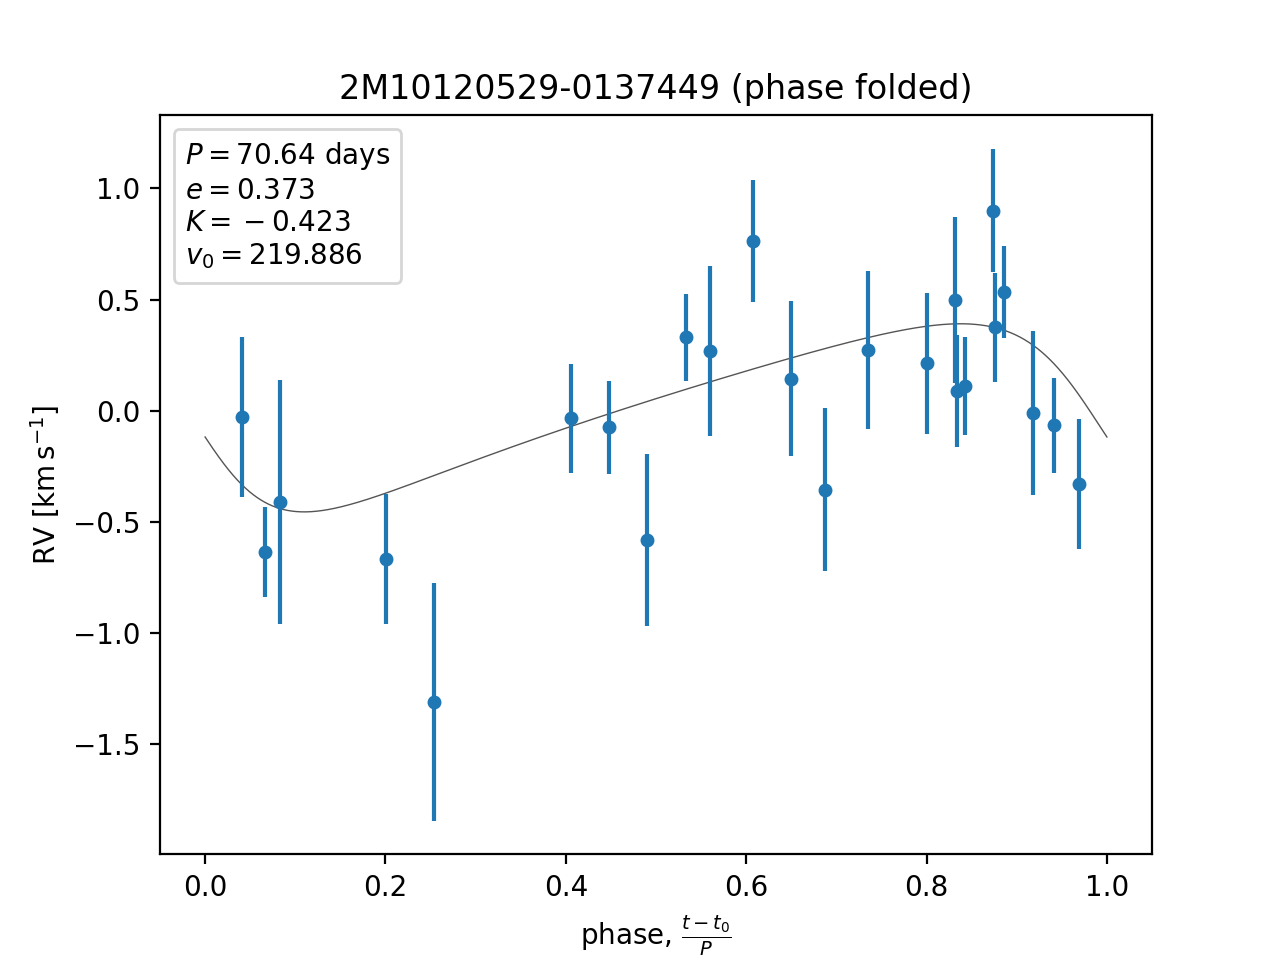 2M10120529-0137449 (phase folded)
P = 70.64 days
e = 0.373
K = −0.423
v₀ = 219.886
1.0
0.5
0.0
−0.5
−1.0
−1.5
RV [km s⁻¹]
0.0 0.2 0.4 0.6 0.8 1.0
phase, (t − t₀)/P